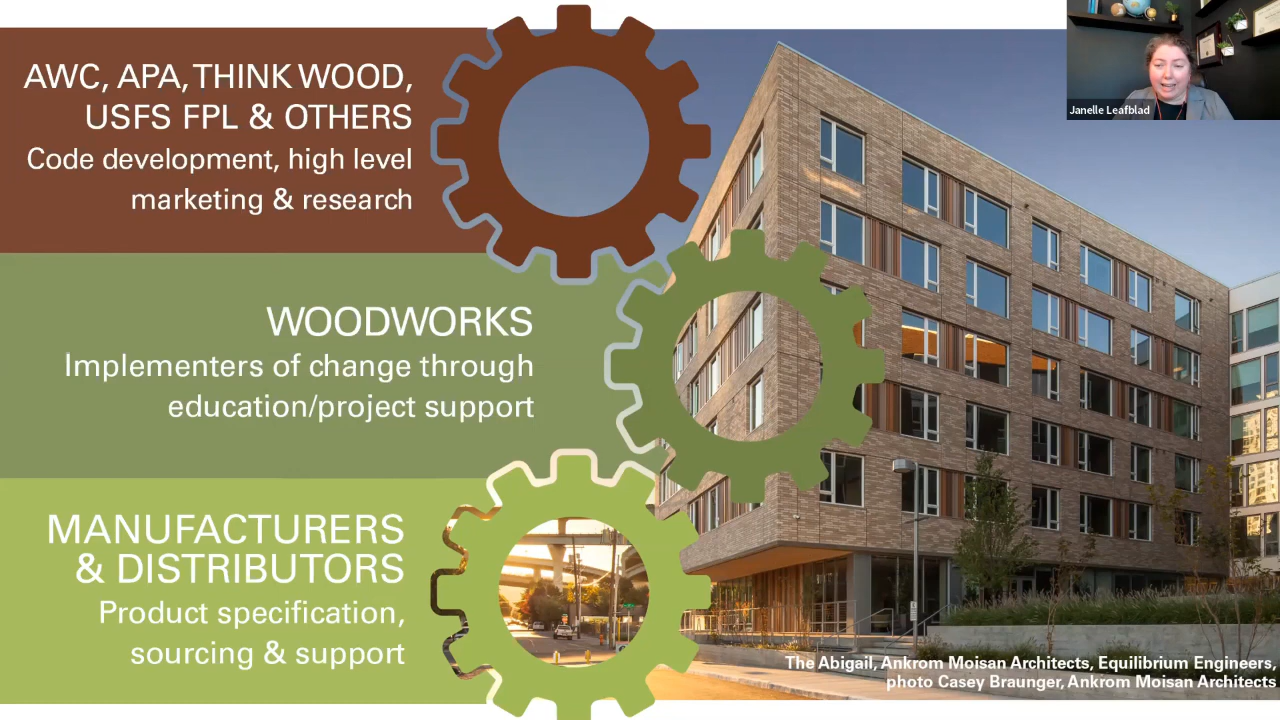 AWC, APA, THINK WOOD,
USFS FPL & OTHERS
Code development, high level
marketing & research
WOODWORKS
Implementers of change through
education/project support
MANUFACTURERS
& DISTRIBUTORS
Product specification,
sourcing & support
Janelle Leafblad
The Abigail, Ankrom Moisan Architects, Equilibrium Engineers,
photo Casey Braunger, Ankrom Moisan Architects